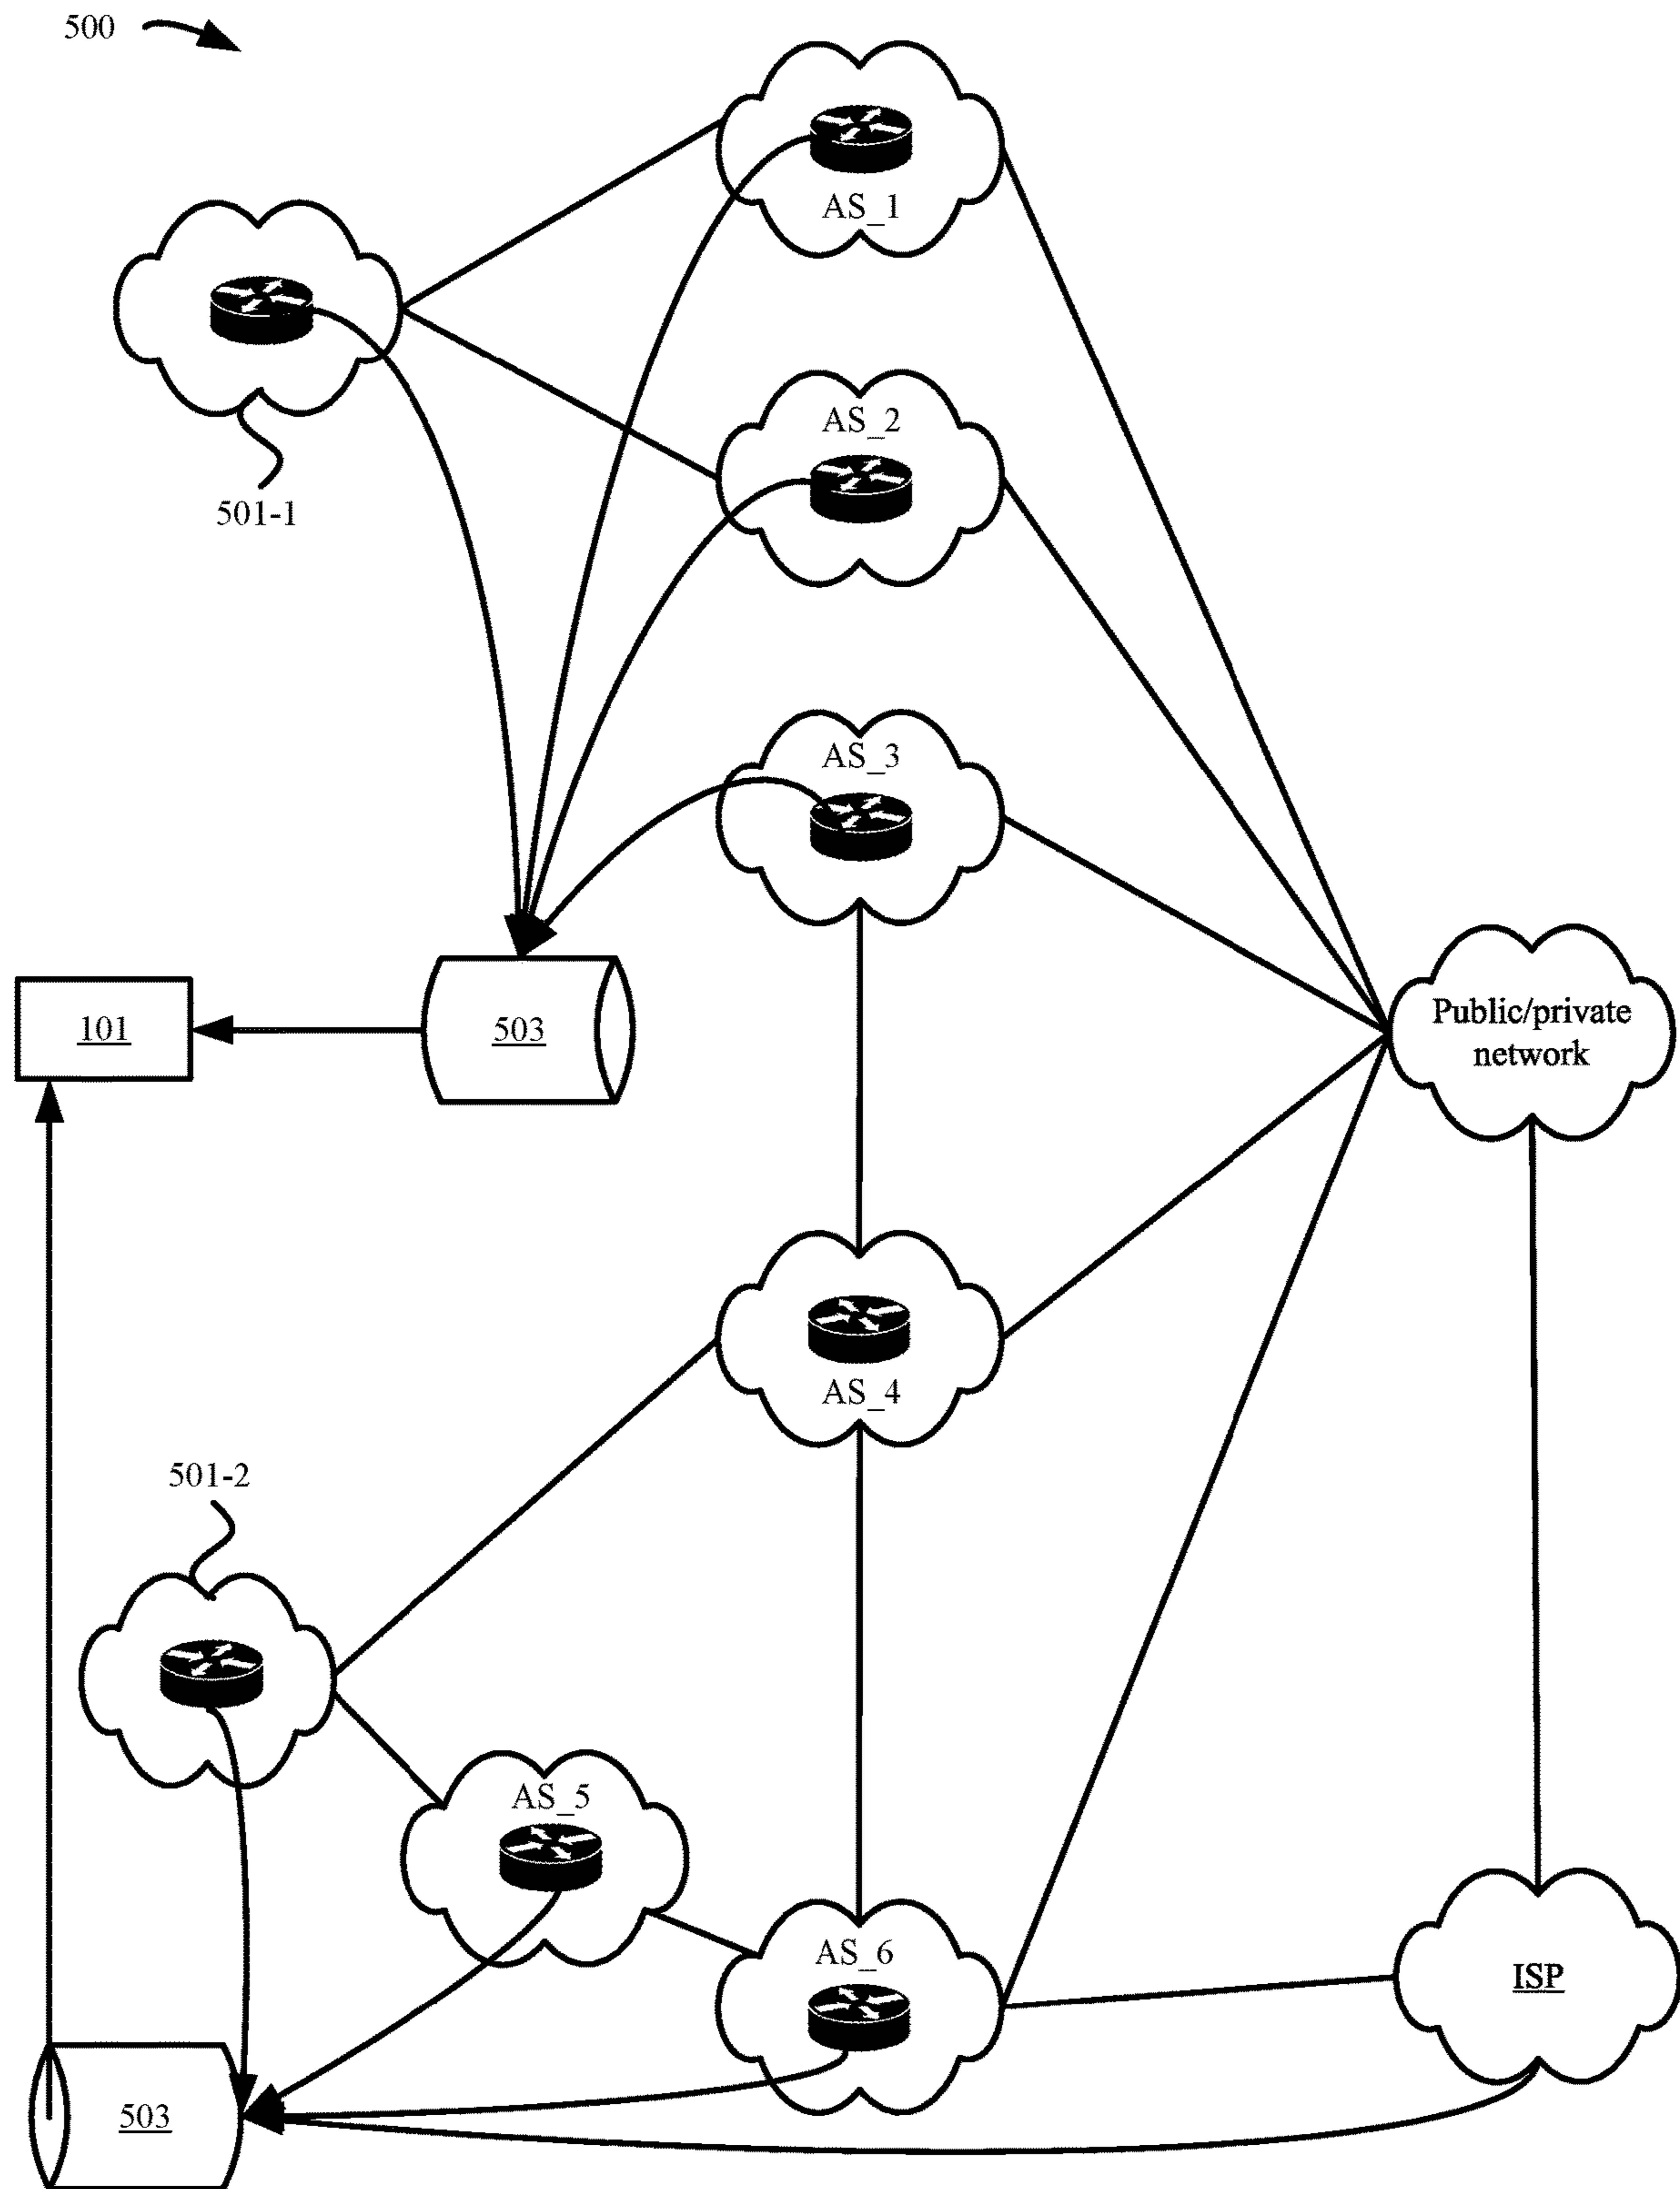 500
AS_1
501-1
AS_2
AS_3
101
503
Public/private
network
AS_4
501-2
AS_5
AS_6
ISP
503